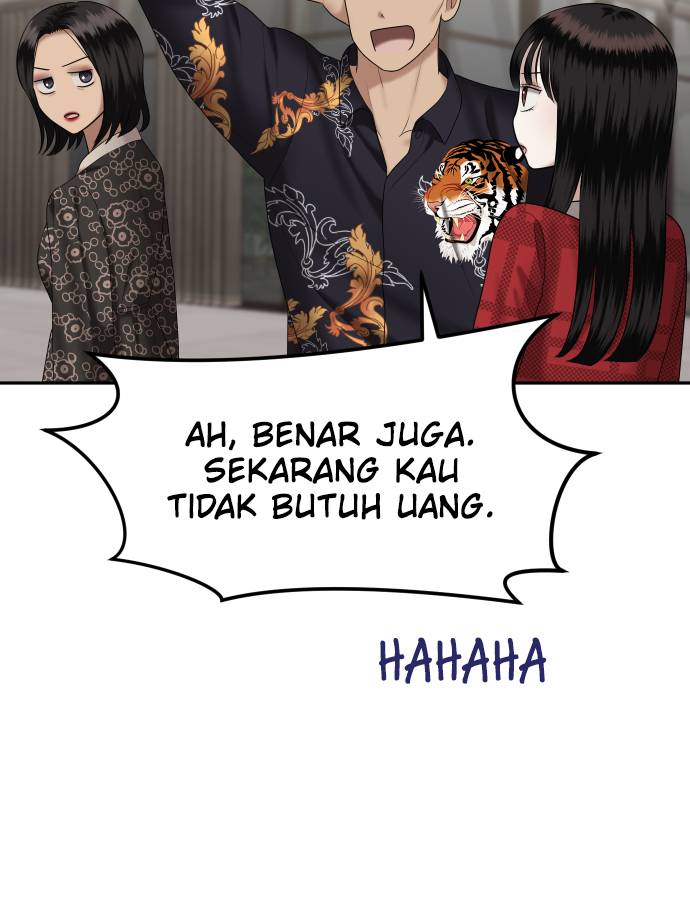 AH, BENAR JUGA.
SEKARANG KAU
TIDAK BUTUH UANG.
HAHAHA